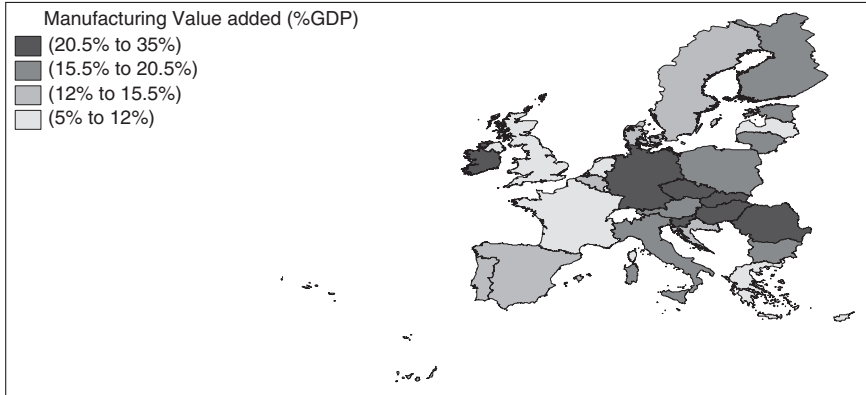 Manufacturing Value added (%GDP)
(20.5% to 35%)
(15.5% to 20.5%)
(12% to 15.5%)
(5% to 12%)